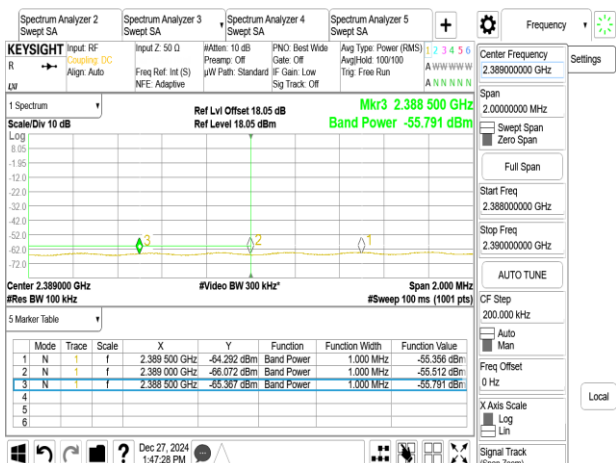 Spectrum Analyzer 2
Swept SA
Spectrum Analyzer 3
Swept SA
Spectrum Analyzer 4
Swept SA
Spectrum Analyzer 5
Swept SA
+
Frequency
KEYSIGHT
R
Input: RF
Coupling: DC
Align: Auto
Input Z: 50 Ω
Freq Ref: Int (S)
NFE: Adaptive
#Atten: 10 dB
Preamp: Off
µW Path: Standard
PNO: Best Wide
Gate: Off
IF Gain: Low
Sig Track: Off
Avg Type: Power (RMS)
Avg|Hold: 100/100
Trig: Free Run
1 2 3 4 5 6
A W W W W W
A N N N N N
1 Spectrum
Scale/Div 10 dB
Ref Lvl Offset 18.05 dB
Ref Level 18.05 dBm
Mkr3 2.388 500 GHz
Band Power -55.791 dBm
Log
8.05
-1.95
-12.0
-22.0
-32.0
-42.0
-52.0
-62.0
-72.0
3
2
1
Center 2.389000 GHz
#Res BW 100 kHz
#Video BW 300 kHz*
Span 2.000 MHz
#Sweep 100 ms (1001 pts)
5 Marker Table
Mode Trace Scale X Y Function Function Width Function Value
1 N 1 f 2.389 500 GHz -64.292 dBm Band Power 1.000 MHz -55.356 dBm
2 N 1 f 2.389 000 GHz -66.072 dBm Band Power 1.000 MHz -55.512 dBm
3 N 1 f 2.388 500 GHz -65.367 dBm Band Power 1.000 MHz -55.791 dBm
4
5
6
?
Dec 27, 2024
1:47:28 PM
Center Frequency
2.389000000 GHz
Settings
Span
2.00000000 MHz
Swept Span
Zero Span
Full Span
Start Freq
2.388000000 GHz
Stop Freq
2.390000000 GHz
AUTO TUNE
CF Step
200.000 kHz
Auto
Man
Freq Offset
0 Hz
Local
X Axis Scale
Log
Lin
Signal Track
(Span Zoom)